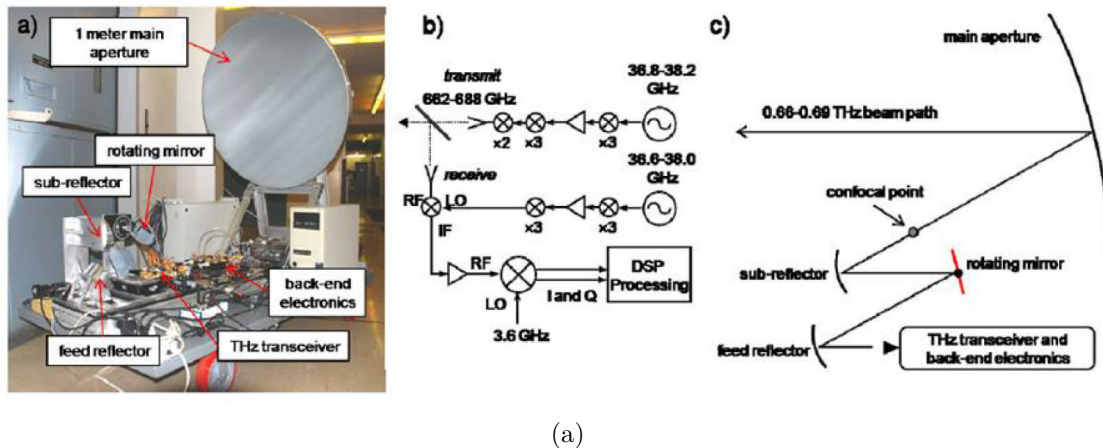 a)
1 meter main
aperture
rotating mirror
sub-reflector
back-end
electronics
feed reflector
THz transceiver
b)
transmit
662-688 GHz
36.8-38.2
GHz
×2
×3
×3
receive
36.6-38.0
GHz
RF
LO
×3
×3
IF
RF
LO
I and Q
DSP
Processing
3.6 GHz
c)
main aperture
0.66-0.69 THz beam path
confocal point
sub-reflector
rotating mirror
feed reflector
THz transceiver and
back-end electronics
(a)